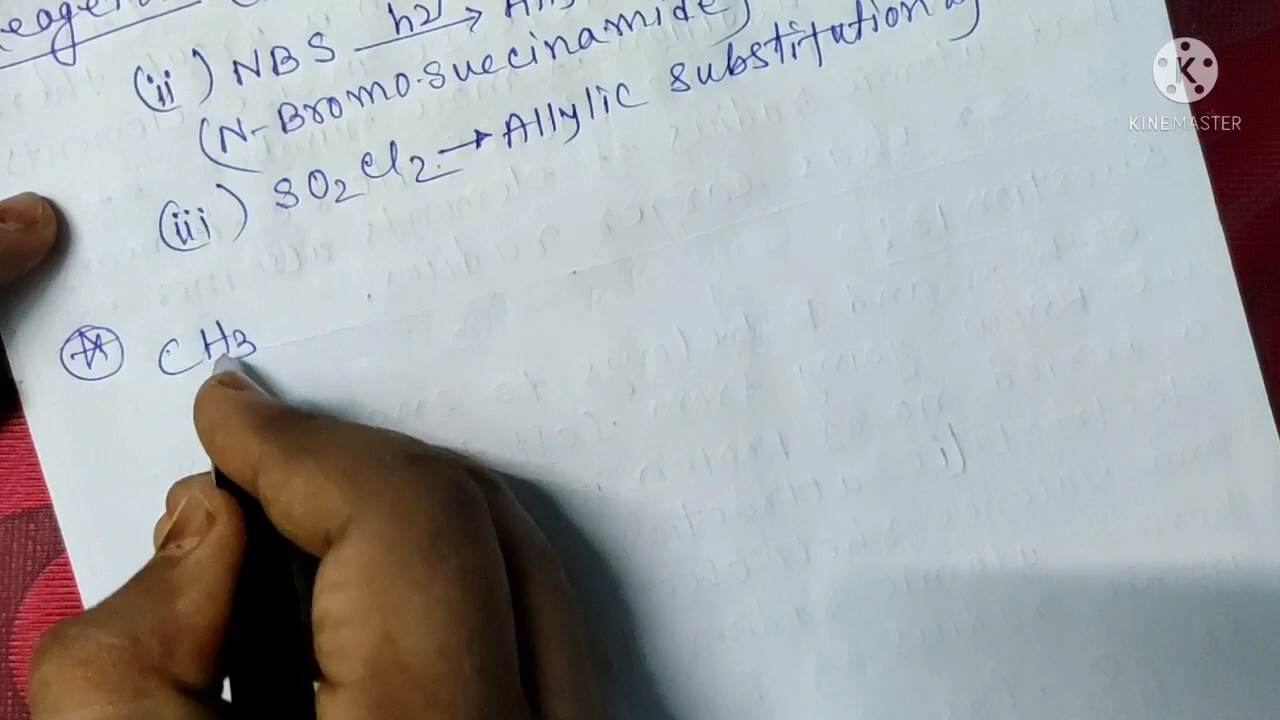 (ii) NBS hν →
(N-Bromo.succinamide)
(iii) SO2Cl2 → Allylic substitution
CH3
K
KINEMASTER